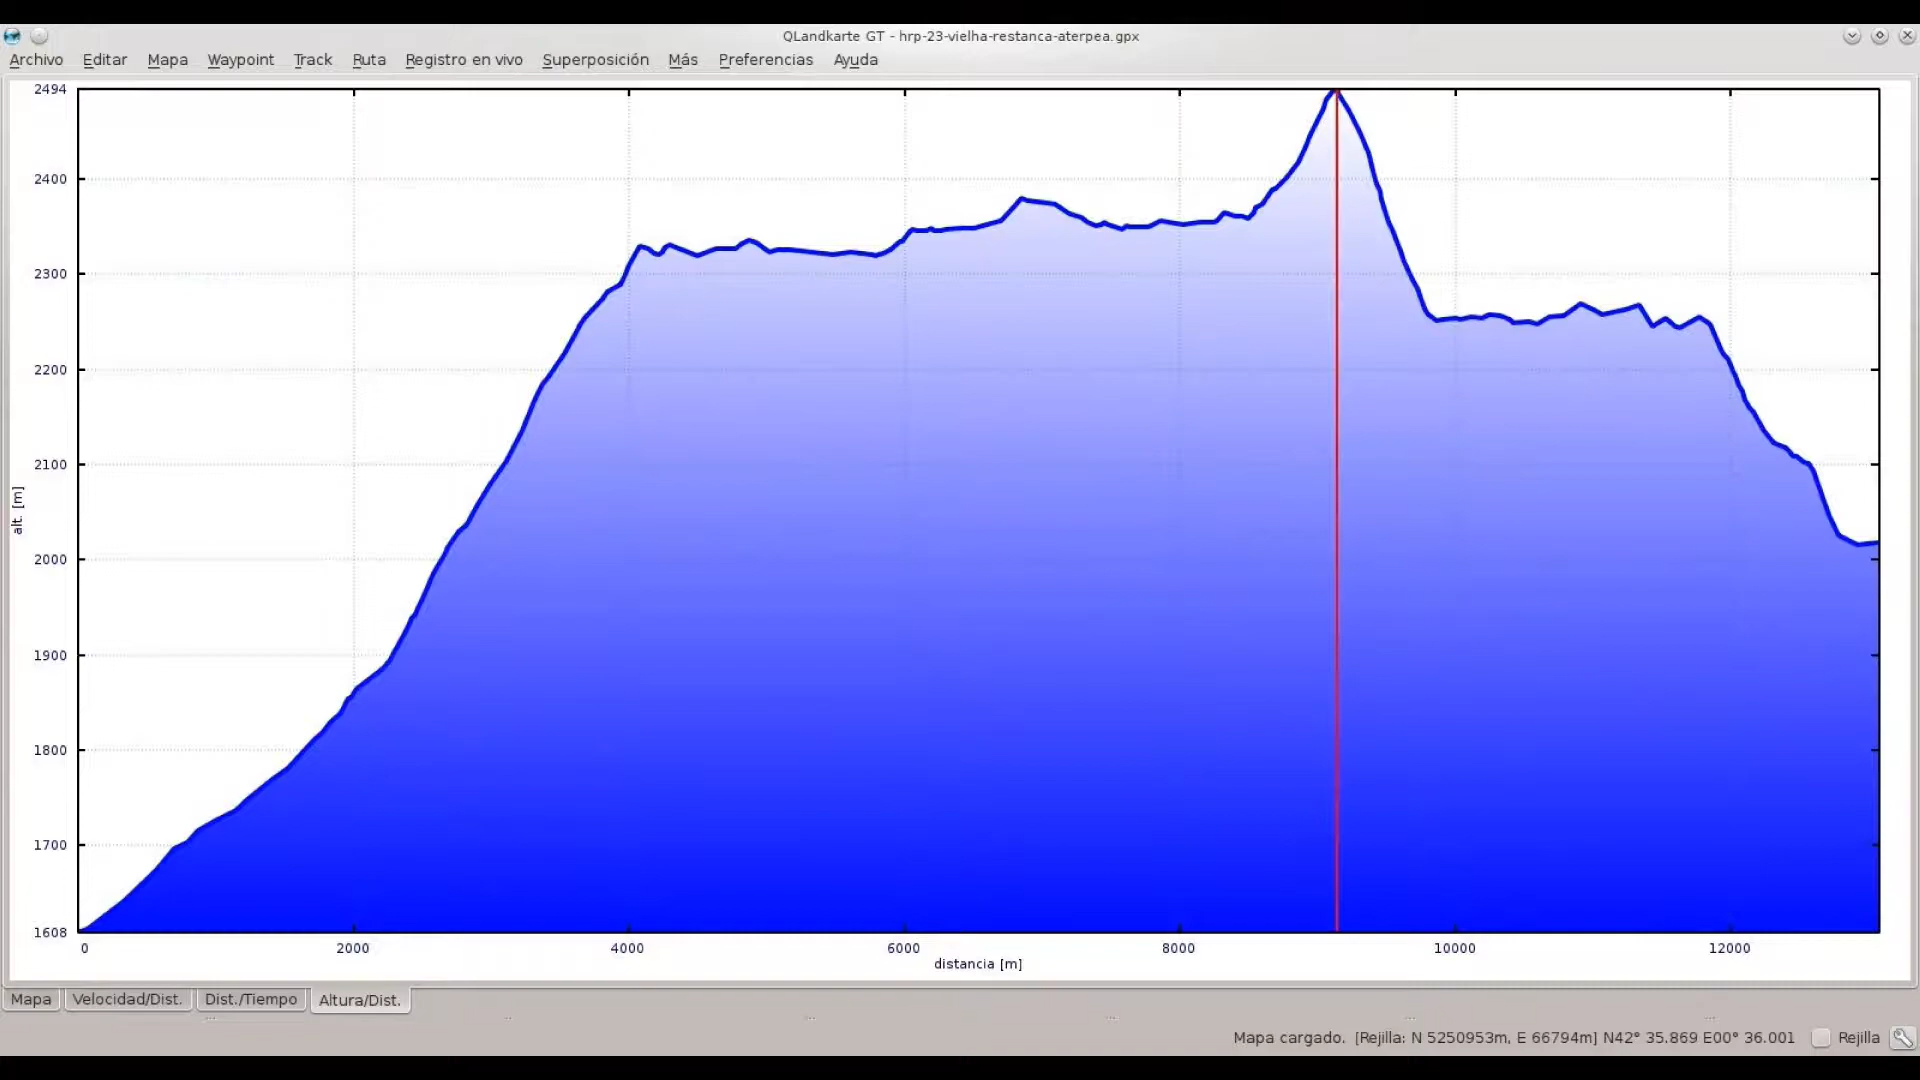 QLandkarte GT - hrp-23-vielha-restanca-aterpea.gpx
Archivo Editar Mapa Waypoint Track Ruta Registro en vivo Superposición Más Preferencias Ayuda
2494
2400
2300
2200
2100
2000
1900
1800
1700
1608
alt. [m]
0 2000 4000 6000 8000 10000 12000
distancia [m]
Mapa Velocidad/Dist. Dist./Tiempo Altura/Dist.
Mapa cargado. [Rejilla: N 5250953m, E 66794m] N42° 35.869 E00° 36.001 Rejilla